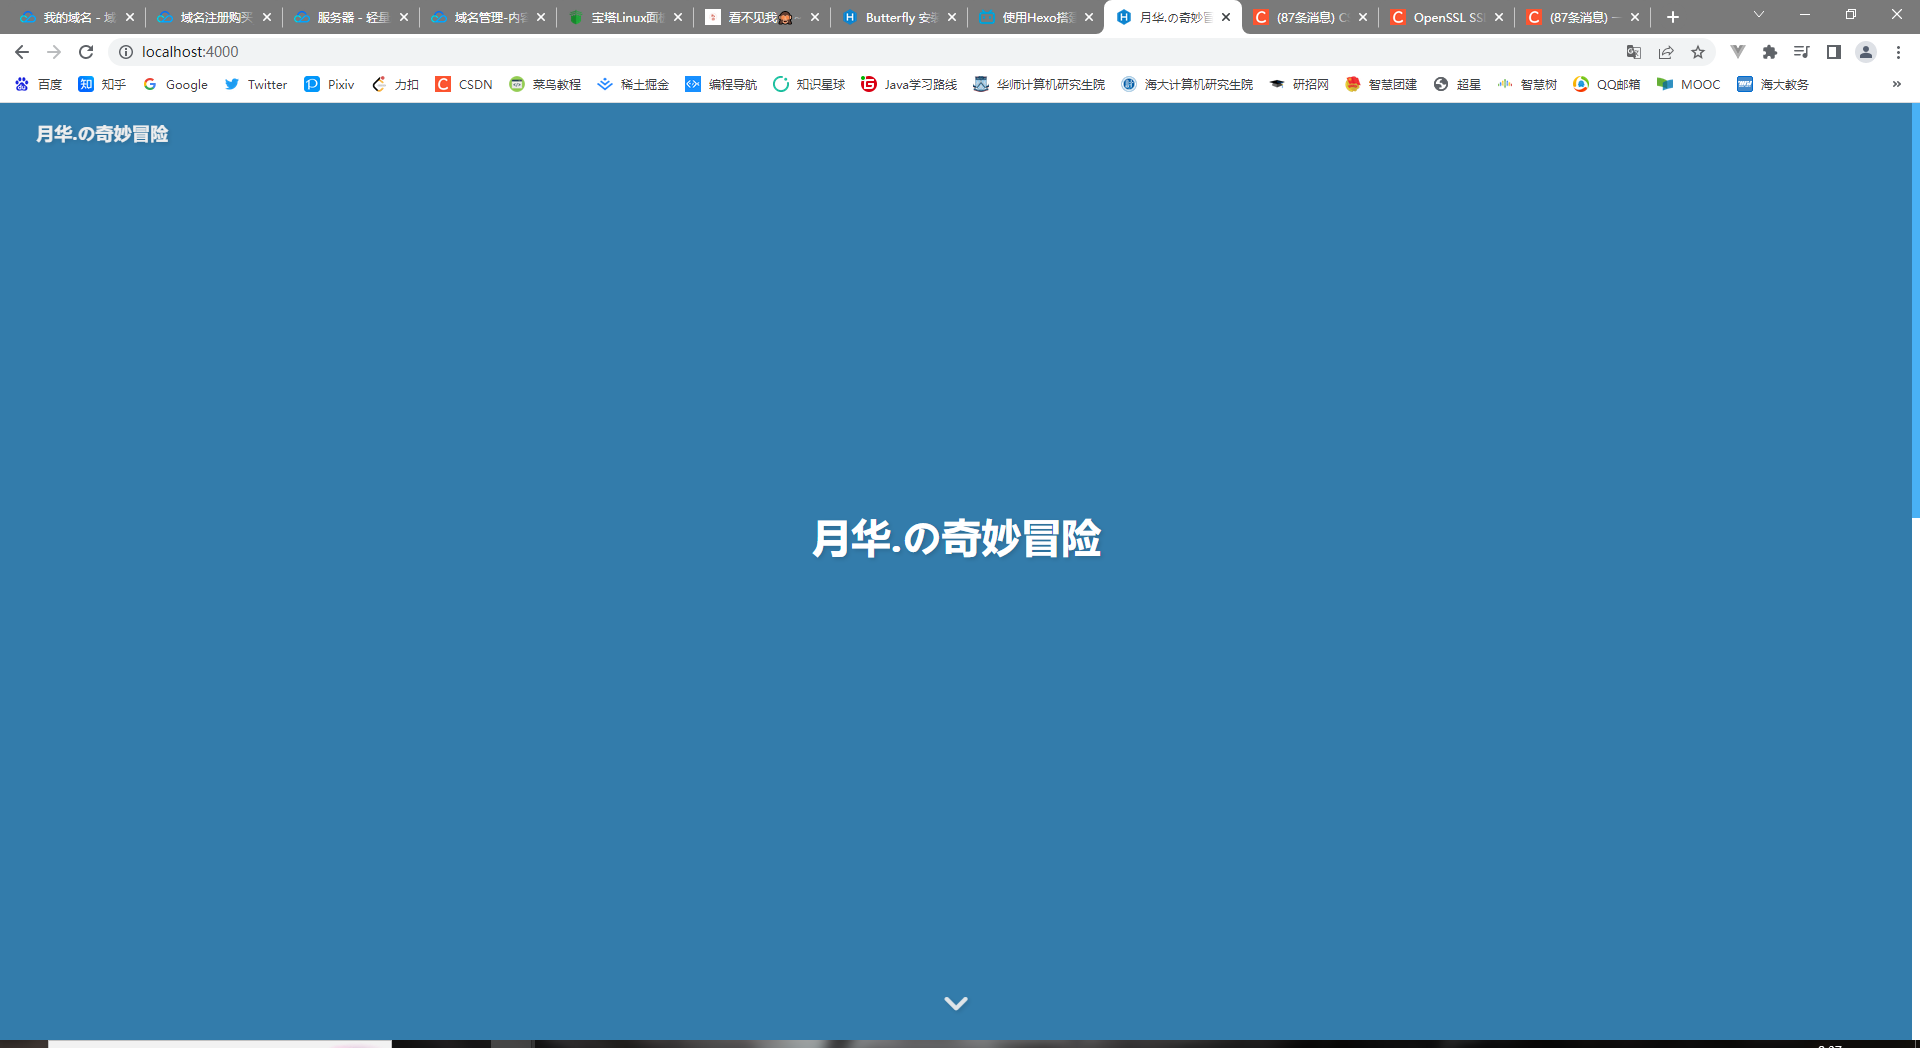 我的域名 - 域
域名注册购买
服务器 - 轻量
域名管理-内容
宝塔Linux面板
看不见我🙈~
Butterfly 安装
使用Hexo搭建
月华.の奇妙冒
(87条消息) CS
OpenSSL SSL
(87条消息) 一
localhost:4000
百度 知乎 Google Twitter Pixiv 力扣 CSDN 菜鸟教程 稀土掘金 编程导航 知识星球 Java学习路线 华师计算机研究生院 海大计算机研究生院 研招网 智慧团建 超星 智慧树 QQ邮箱 MOOC 海大教务 »
月华.の奇妙冒险
月华.の奇妙冒险